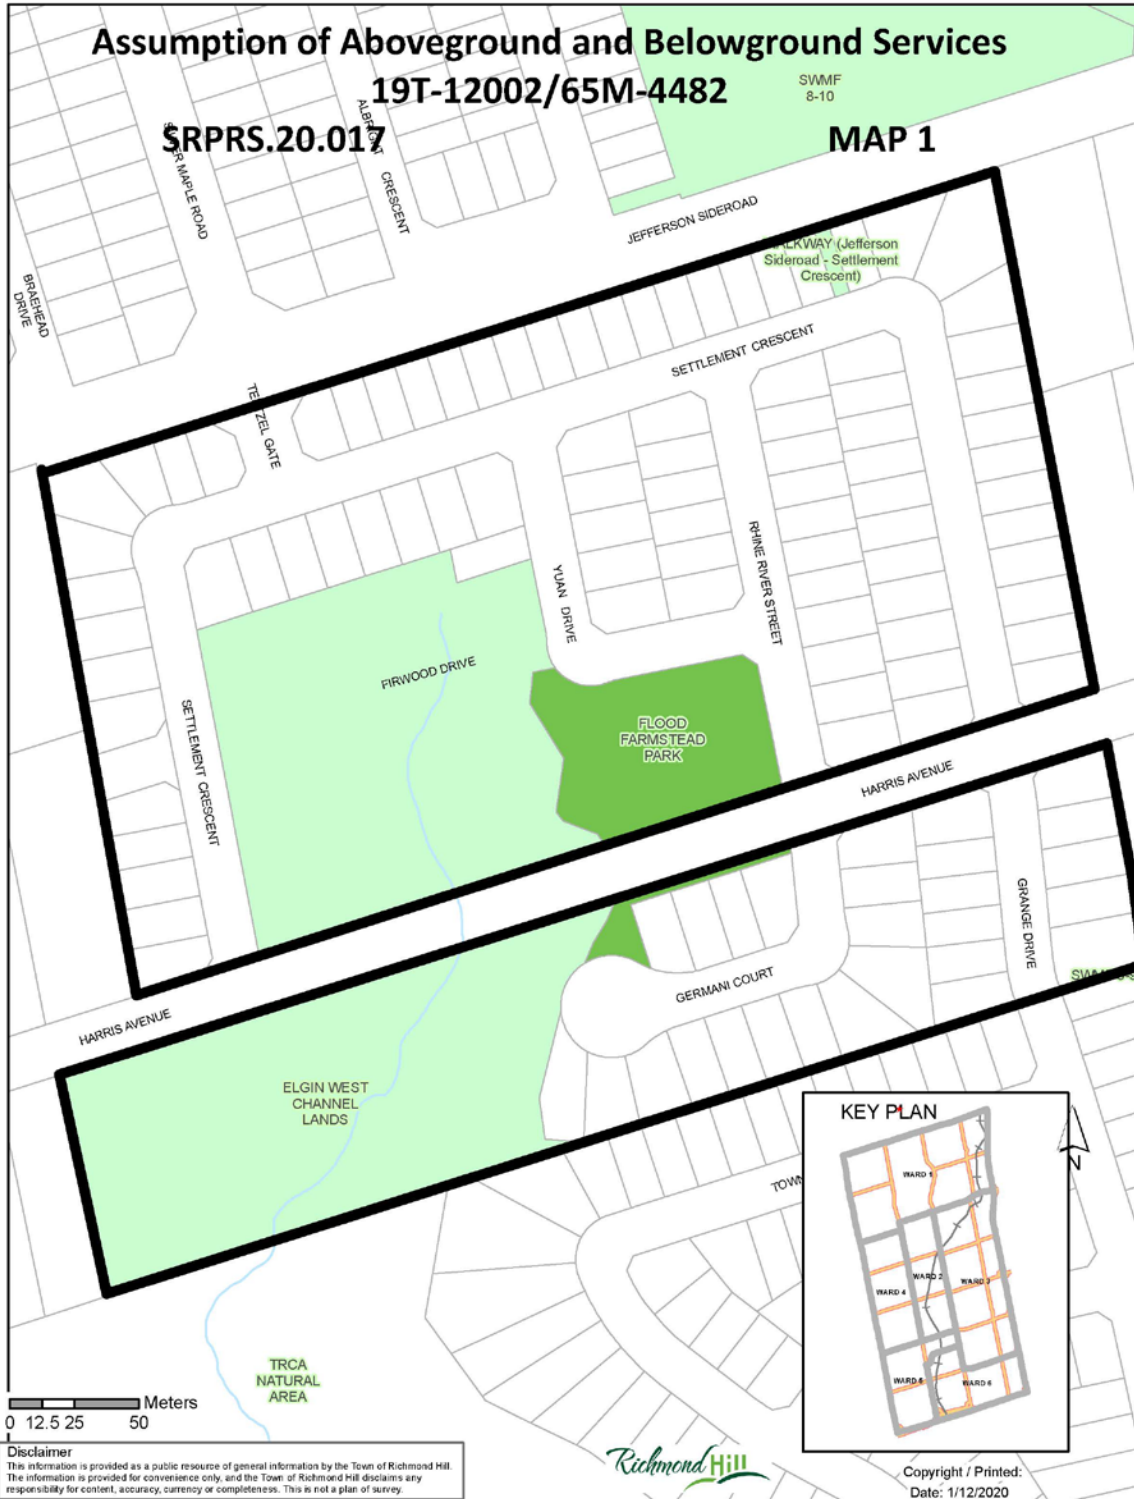 Assumption of Aboveground and Belowground Services
19T-12002/65M-4482
SRPRS.20.017
MAP 1
SWMF
8-10
ALBRIGHT CRESCENT
MAPLE ROAD
BRAEHEAD
DRIVE
JEFFERSON SIDEROAD
(Jefferson
Sideroad - Settlement
Crescent)
SETTLEMENT CRESCENT
GATE
YUAN DRIVE
RHINE RIVER STREET
FIRWOOD DRIVE
FLOOD
FARMSTEAD
PARK
SETTLEMENT CRESCENT
HARRIS AVENUE
GRANGE DRIVE
GERMANI COURT
HARRIS AVENUE
ELGIN WEST
CHANNEL
LANDS
TOWN
KEY PLAN
N
WARD 1
WARD 2
WARD 4
WARD 5
WARD 6
TRCA
NATURAL
AREA
Meters
0 12.5 25 50
Disclaimer
This information is provided as a public resource of general information by the Town of Richmond Hill.
The information is provided for convenience only, and the Town of Richmond Hill disclaims any
responsibility for content, accuracy, currency or completeness. This is not a plan of survey.
Richmond Hill
Copyright / Printed:
Date: 1/12/2020